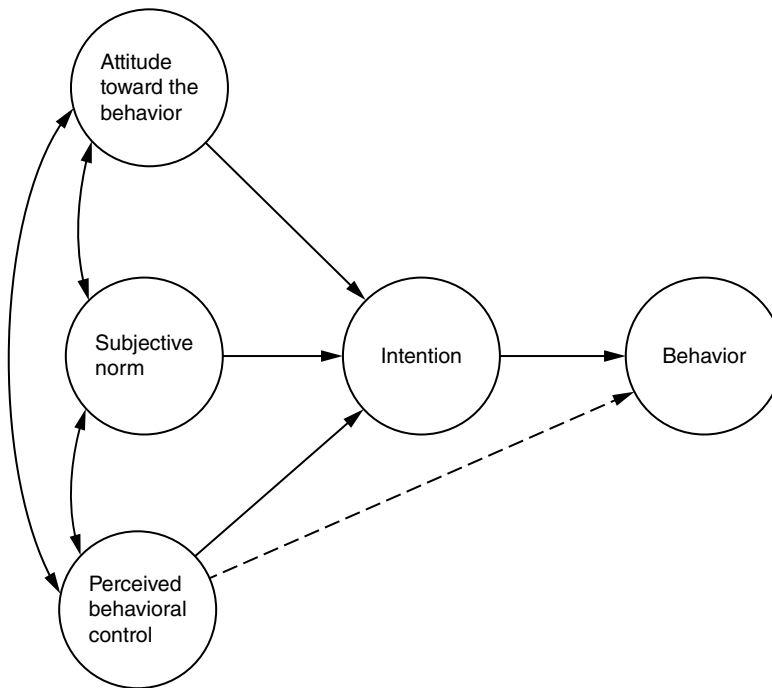 Attitude
toward the
behavior
Subjective
norm
Intention
Behavior
Perceived
behavioral
control